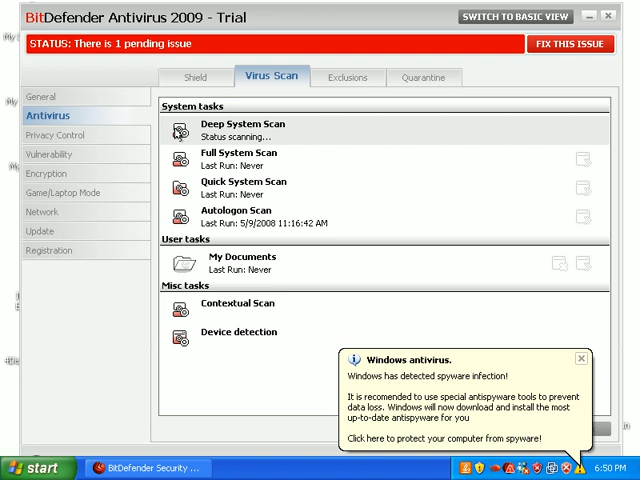 BitDefender Antivirus 2009 - Trial
SWITCH TO BASIC VIEW
STATUS: There is 1 pending issue
FIX THIS ISSUE
Shield
Virus Scan
Exclusions
Quarantine
General
Antivirus
Privacy Control
Vulnerability
Encryption
Game/Laptop Mode
Network
Update
Registration
System tasks
Deep System Scan
Status scanning...
Full System Scan
Last Run: Never
Quick System Scan
Last Run: Never
Autologon Scan
Last Run: 5/9/2008 11:16:42 AM
User tasks
My Documents
Last Run: Never
Misc tasks
Contextual Scan
Device detection
Windows antivirus.
Windows has detected spyware infection!
It is recomended to use special antispyware tools to prevent
data loss. Windows will now download and install the most
up-to-date antispyware for you
Click here to protect your computer from spyware!
start
BitDefender Security ...
6:50 PM